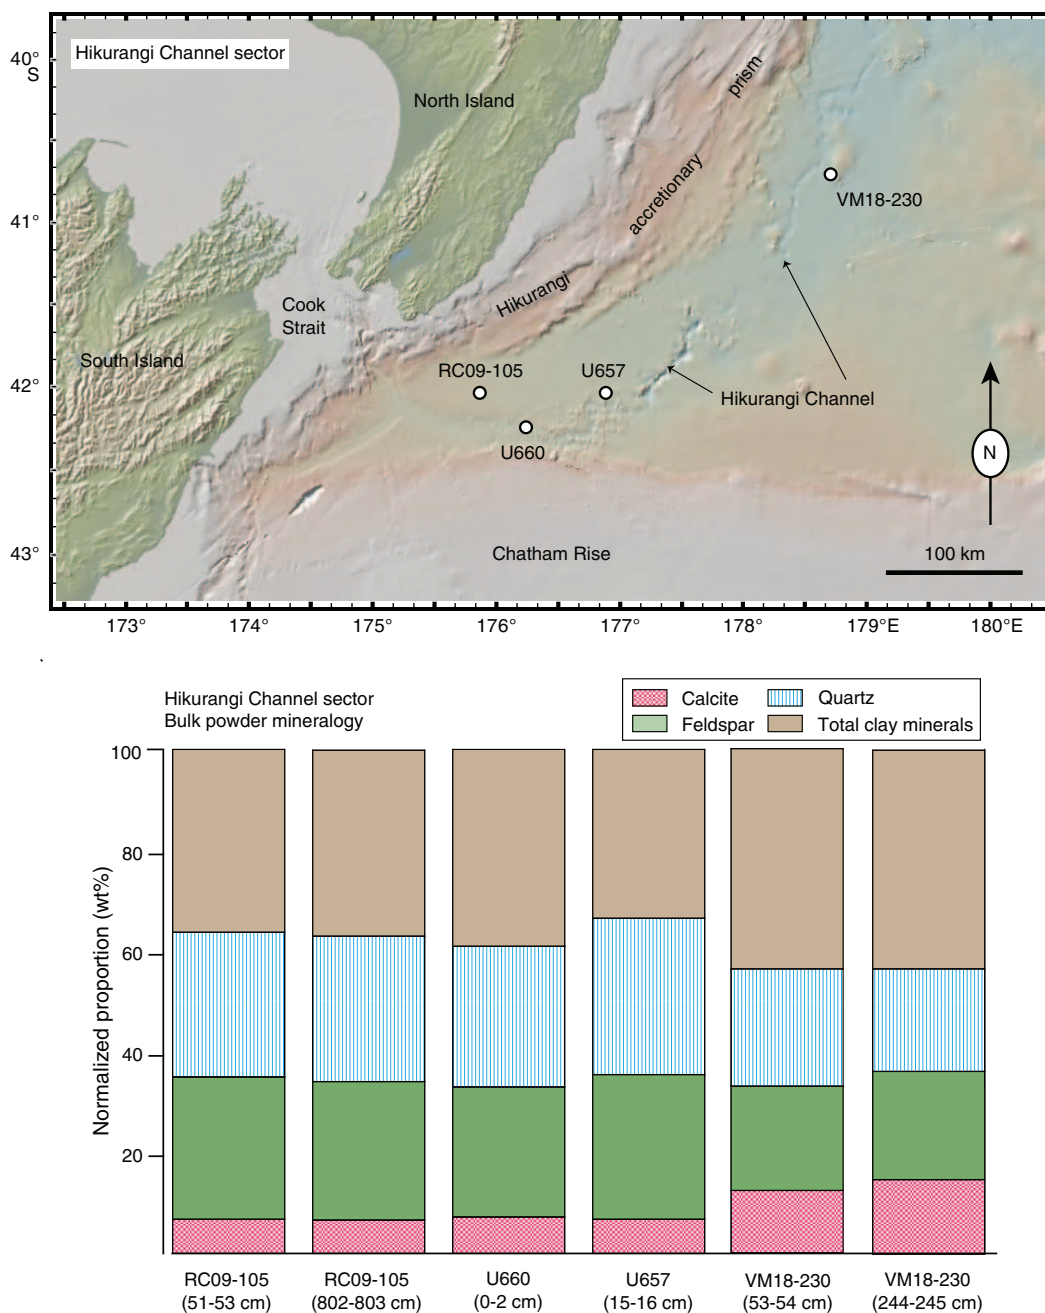 Hikurangi Channel sector
40°
S
41°
42°
43°
North Island
prism
accretionary
Hikurangi
VM18-230
Cook
Strait
South Island
RC09-105
U657
U660
Hikurangi Channel
N
Chatham Rise
100 km
173°
174°
175°
176°
177°
178°
179°E
180°E
Hikurangi Channel sector
Bulk powder mineralogy
Calcite
Quartz
Feldspar
Total clay minerals
Normalized proportion (wt%)
100
80
60
40
20
RC09-105
(51-53 cm)
RC09-105
(802-803 cm)
U660
(0-2 cm)
U657
(15-16 cm)
VM18-230
(53-54 cm)
VM18-230
(244-245 cm)